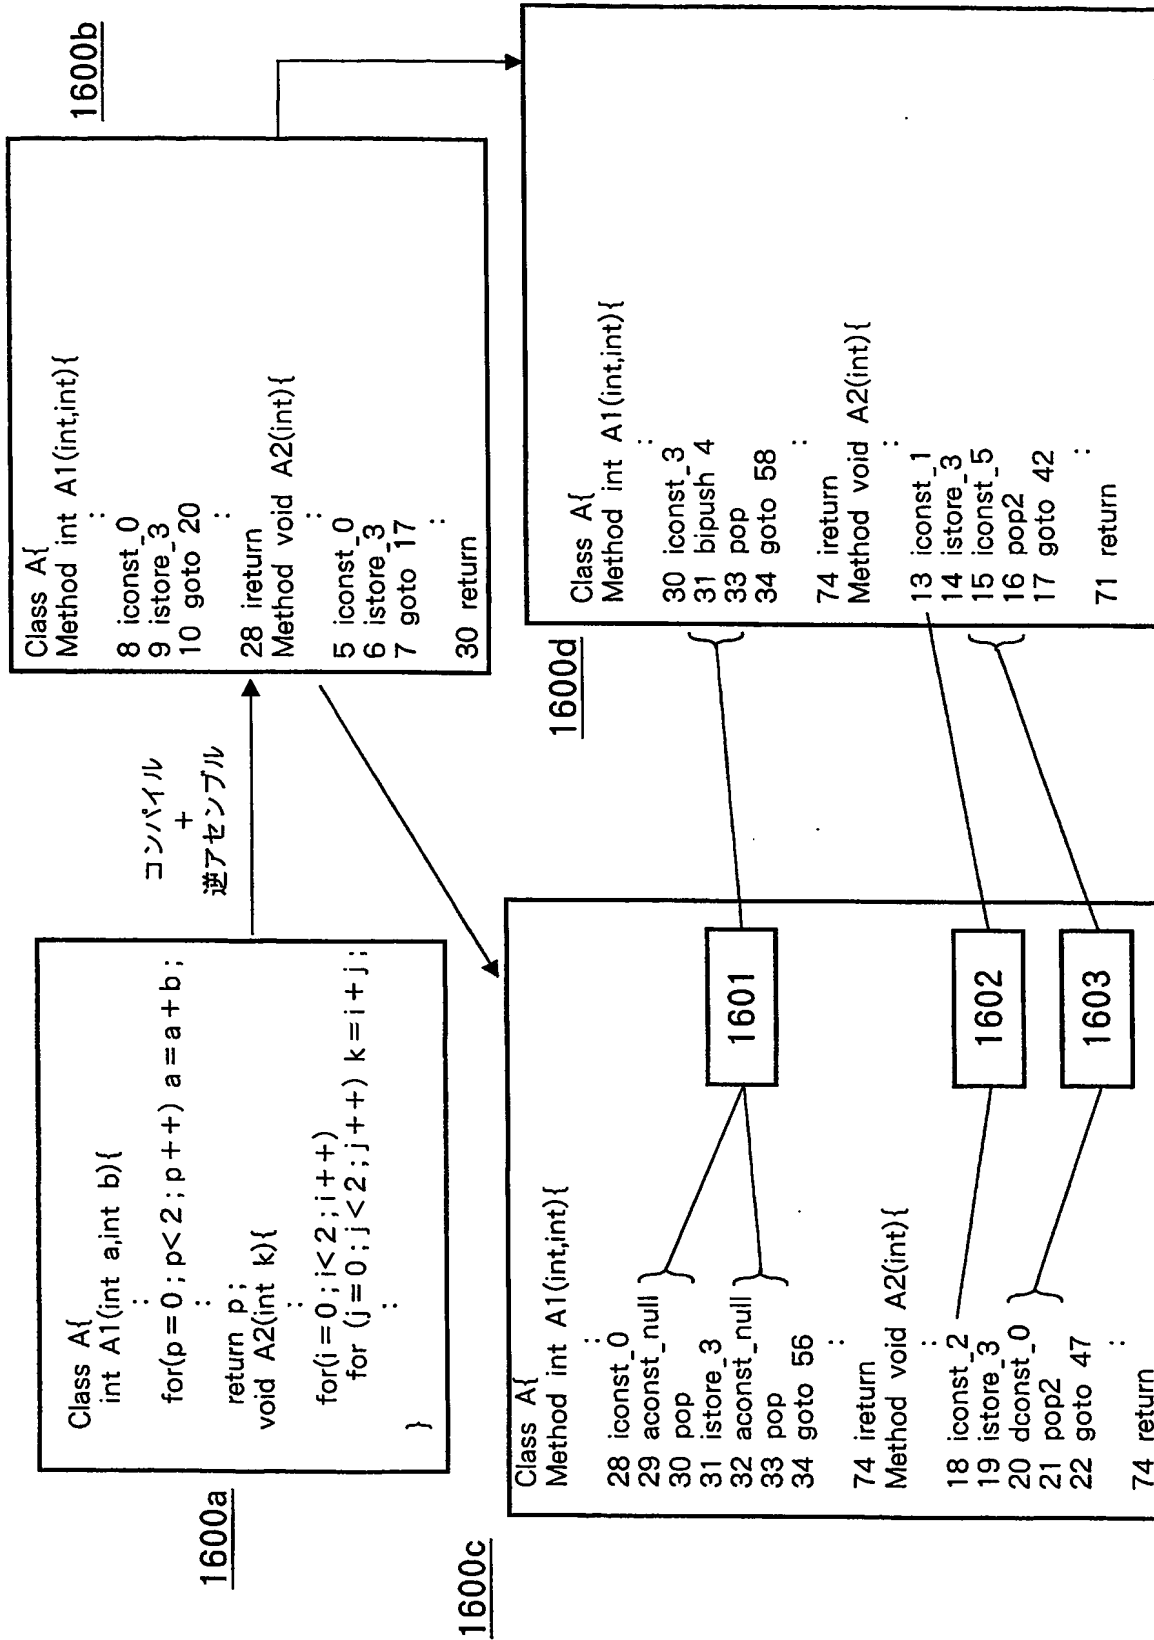 1600a
Class A{
int A1(int a,int b){
:
for(p=0;p<2;p++) a=a+b;
:
return p;
void A2(int k){
:
for(i=0;i<2;i++)
for (j=0;j<2;j++) k=i+j;
:
}
コンパイル
+
逆アセンブル
1600b
Class A{
Method int A1(int,int){
:
8 iconst_0
9 istore_3
10 goto 20
:
28 ireturn
Method void A2(int){
:
5 iconst_0
6 istore_3
7 goto 17
:
30 return
1600c
Class A{
Method int A1(int,int){
:
28 iconst_0
29 aconst_null
30 pop
31 istore_3
32 aconst_null
33 pop
34 goto 56
:
74 ireturn
Method void A2(int){
:
18 iconst_2
19 istore_3
20 dconst_0
21 pop2
22 goto 47
:
74 return
1601
1602
1603
1600d
Class A{
Method int A1(int,int){
:
30 iconst_3
31 bipush 4
33 pop
34 goto 58
:
74 ireturn
Method void A2(int){
:
13 iconst_1
14 istore_3
15 iconst_5
16 pop2
17 goto 42
:
71 return